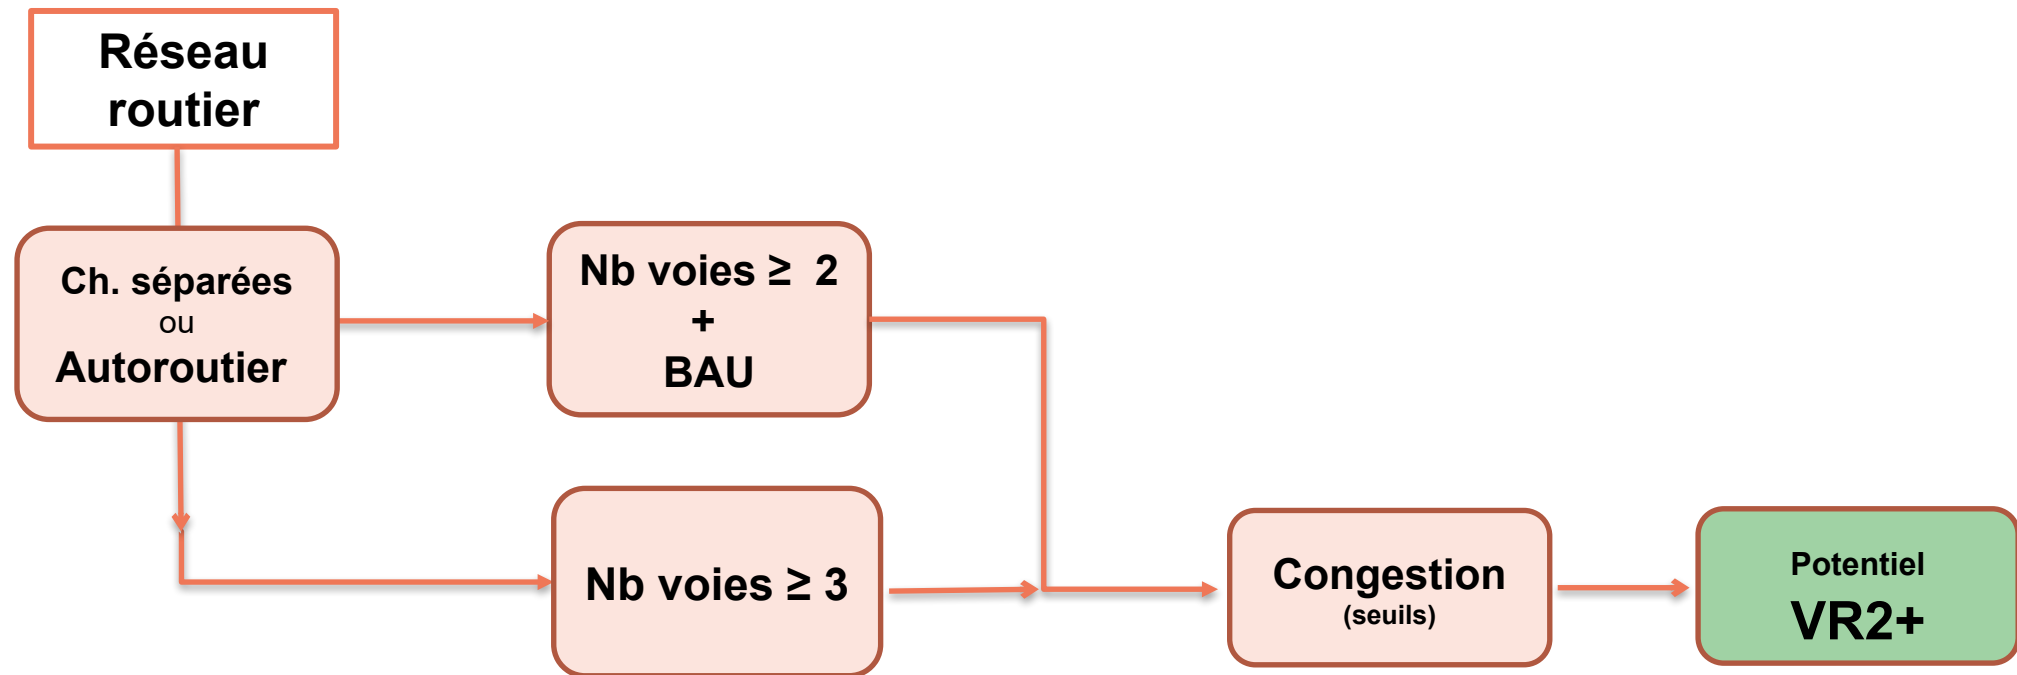 Réseau
routier
Ch. séparées
ou
Autoroutier
Nb voies ≥ 2
+
BAU
Nb voies ≥ 3
Congestion
(seuils)
Potentiel
VR2+